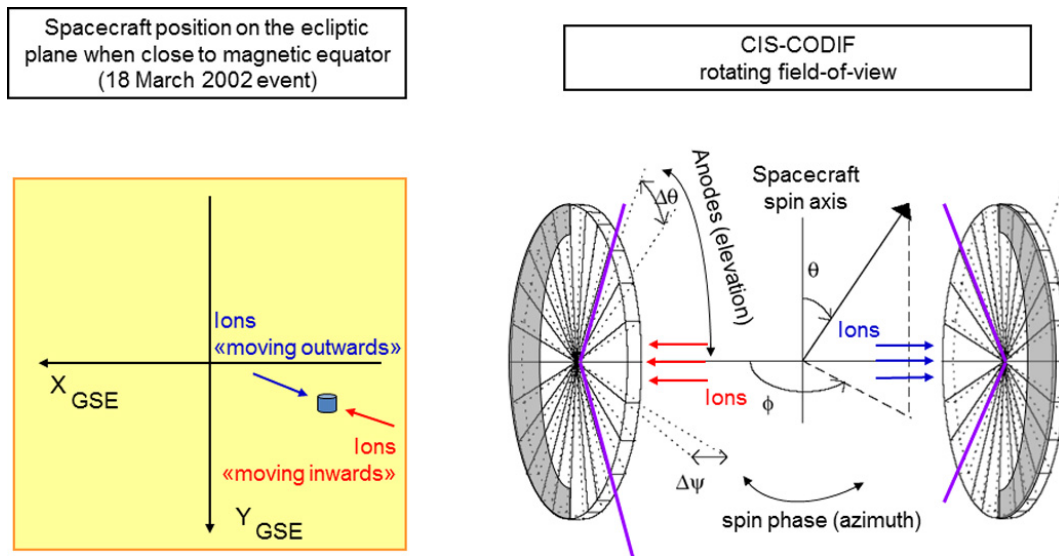 Spacecraft position on the ecliptic
plane when close to magnetic equator
(18 March 2002 event)
Ions
«moving outwards»
X GSE
Ions
«moving inwards»
Y GSE
CIS-CODIF
rotating field-of-view
Anodes (elevation)
Δθ
Spacecraft
spin axis
θ
Ions
Ions
ϕ
Δψ
spin phase (azimuth)